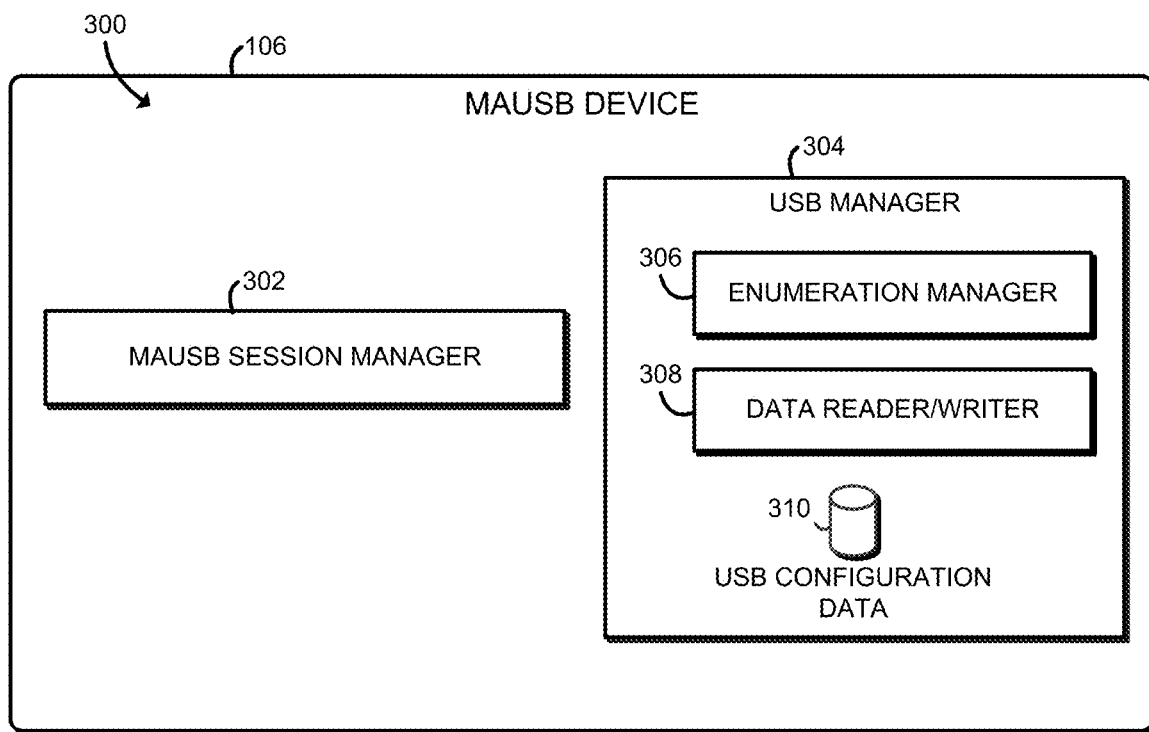 300
106
MAUSB DEVICE
304
USB MANAGER
306
ENUMERATION MANAGER
302
MAUSB SESSION MANAGER
308
DATA READER/WRITER
310
USB CONFIGURATION
DATA